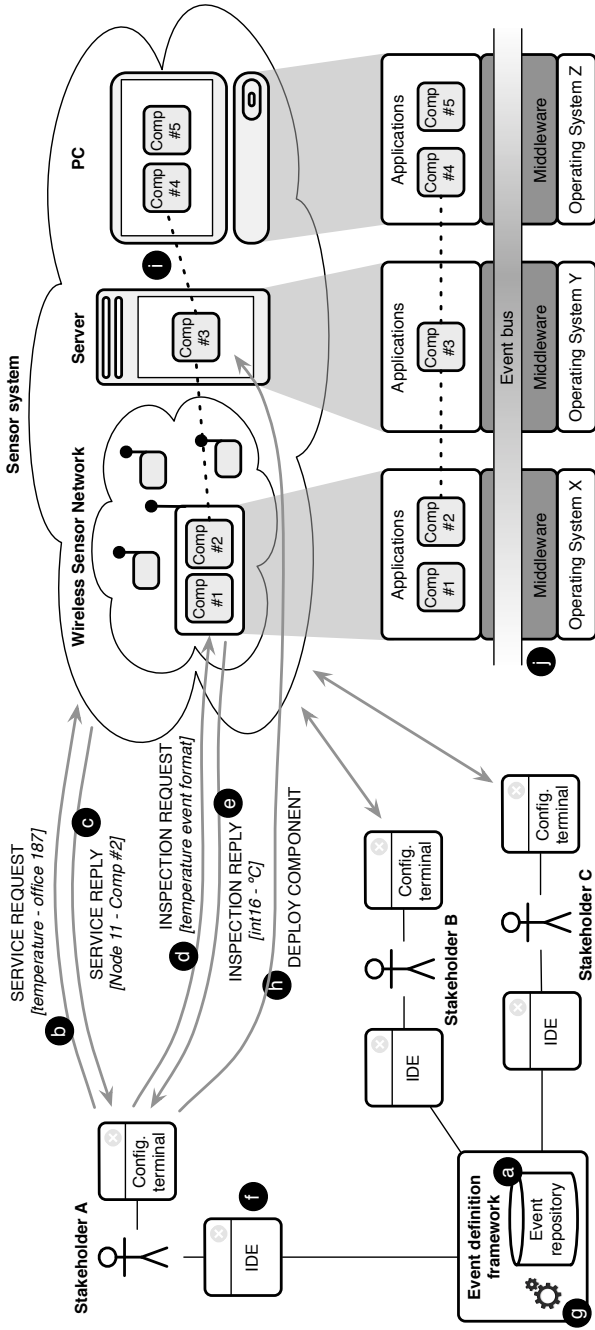 Sensor system
Wireless Sensor Network
Server
PC
Comp
#1
Comp
#2
Comp
#3
Comp
#4
Comp
#5
i
SERVICE REQUEST
[temperature - office 187]
b
SERVICE REPLY
[Node 11 - Comp #2]
c
INSPECTION REQUEST
[temperature event format]
d
INSPECTION REPLY
[int16 - °C]
e
DEPLOY COMPONENT
h
Stakeholder A
Config.
terminal
IDE
f
Stakeholder B
Config.
terminal
IDE
Stakeholder C
Config.
terminal
IDE
Event definition
framework
Event
repository
a
g
Applications
Comp
#1
Comp
#2
Middleware
Operating System X
Applications
Comp
#3
Middleware
Operating System Y
Applications
Comp
#4
Comp
#5
Middleware
Operating System Z
Event bus
j